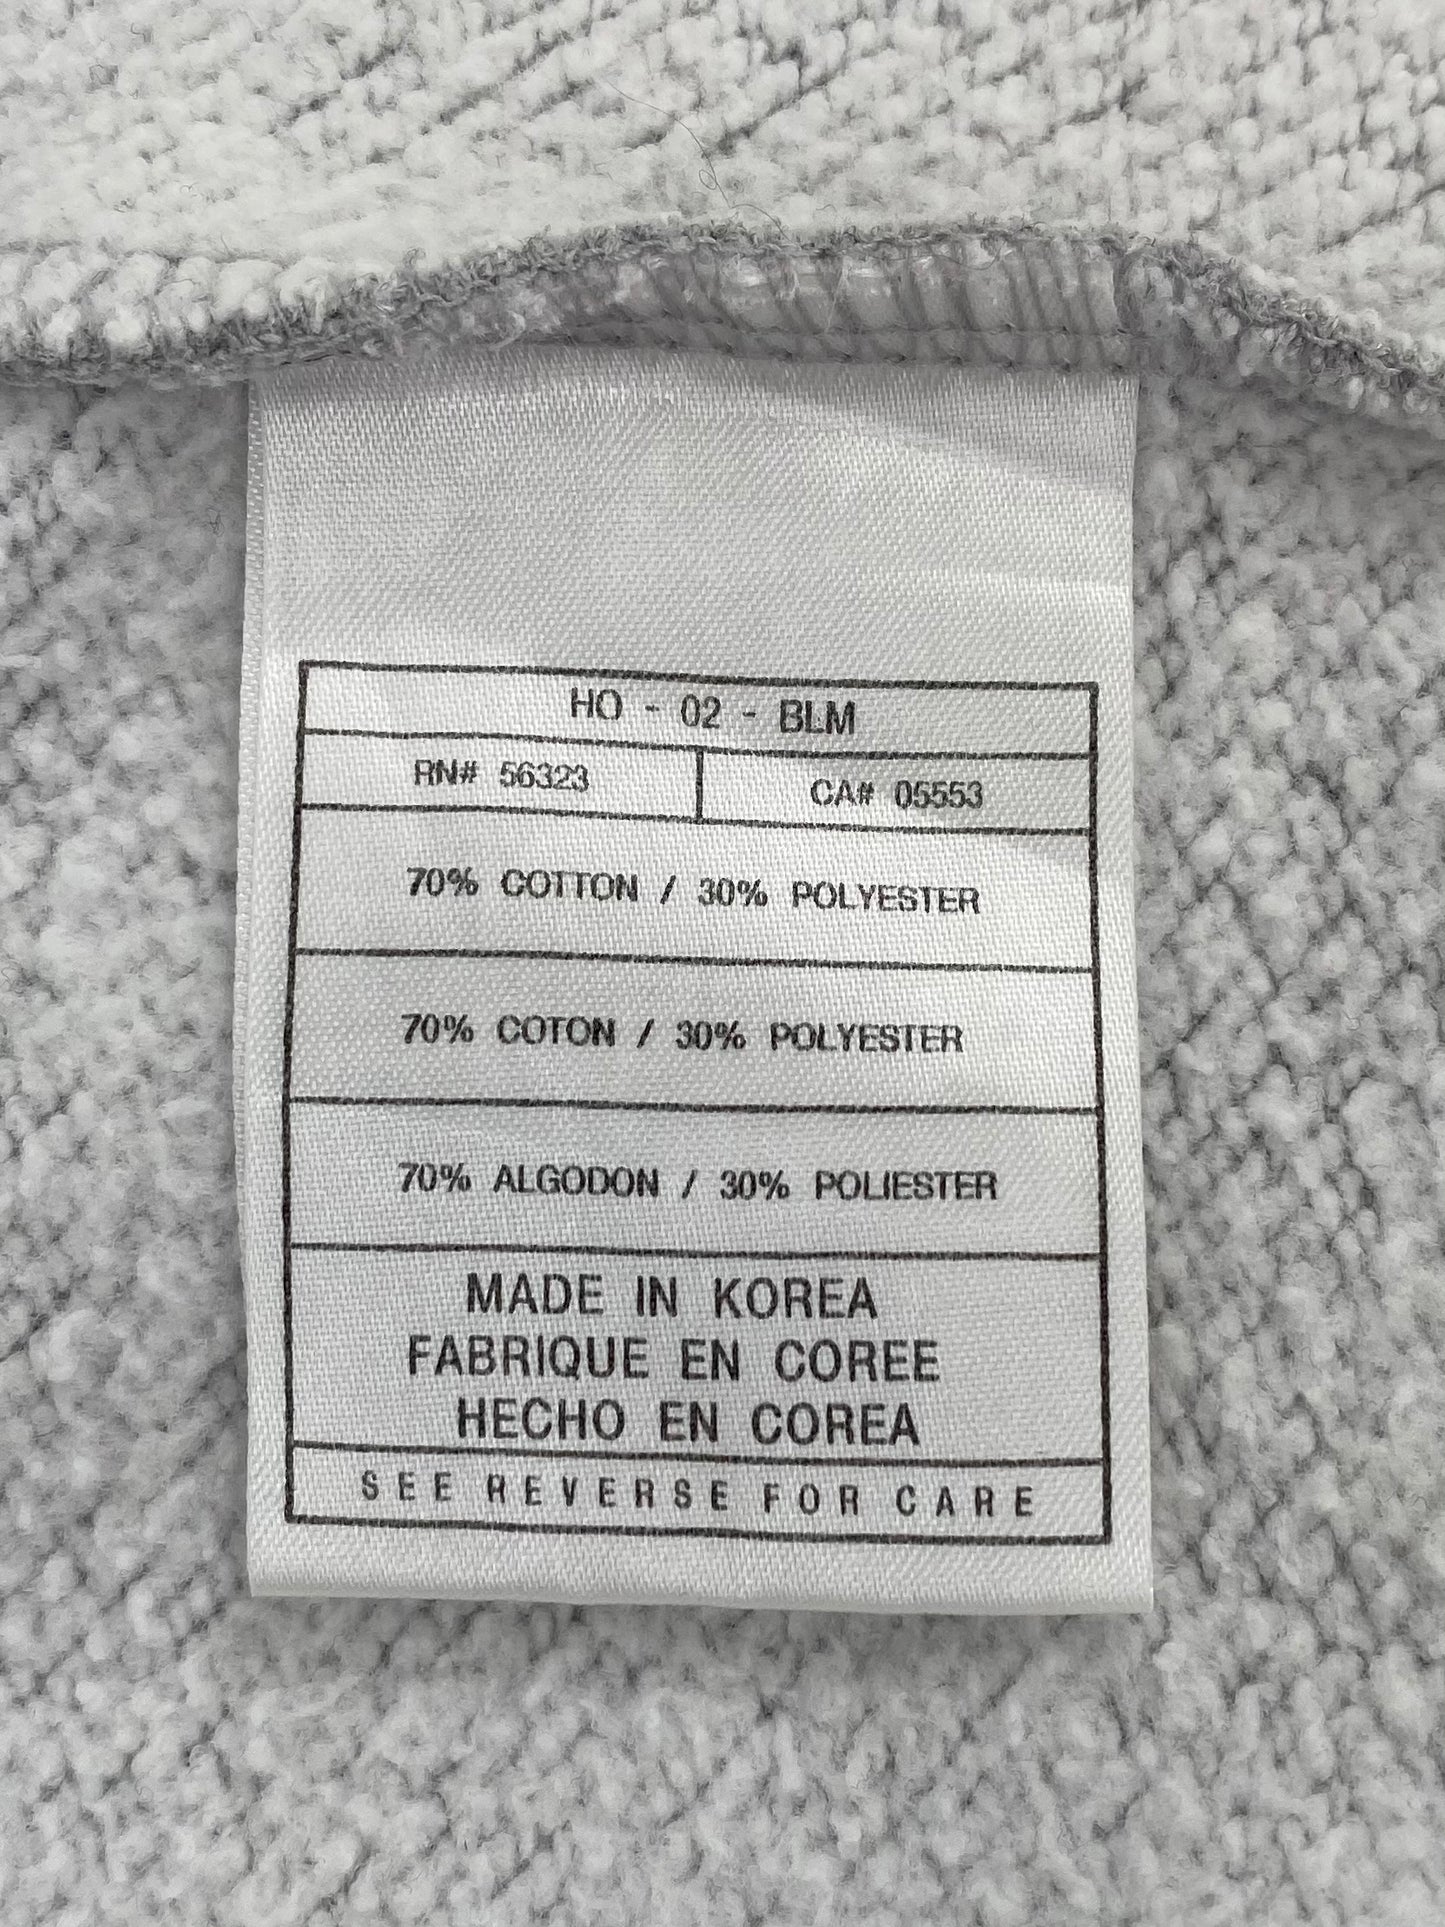 HO - 02 - BLM
RN# 56323 CA# 05553
70% COTTON / 30% POLYESTER
70% COTON / 30% POLYESTER
70% ALGODON / 30% POLIESTER
MADE IN KOREA
FABRIQUE EN COREE
HECHO EN COREA
SEE REVERSE FOR CARE